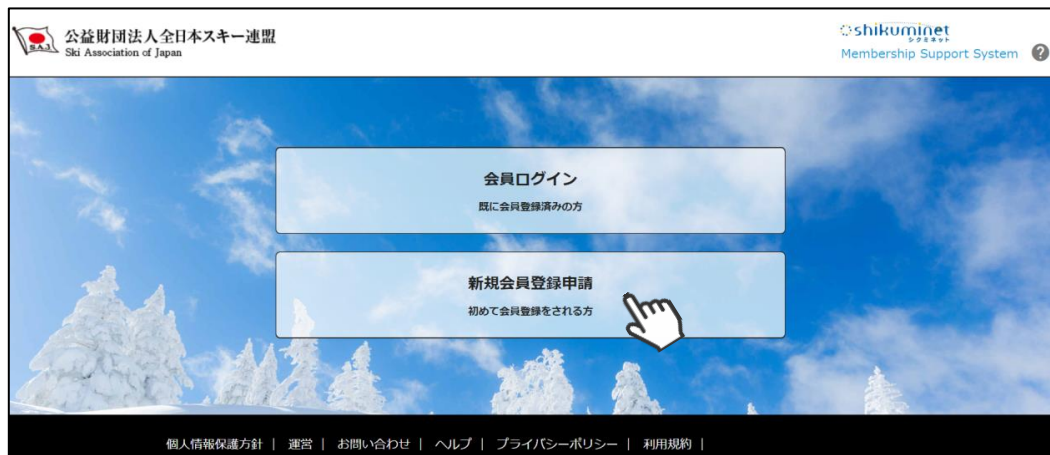 S.A.J
公益財団法人全日本スキー連盟
Ski Association of Japan
shikuminet
シクミネット
Membership Support System ?
会員ログイン
既に会員登録済みの方
新規会員登録申請
初めて会員登録をされる方
個人情報保護方針 | 運営 | お問い合わせ | ヘルプ | プライバシーポリシー | 利用規約 |